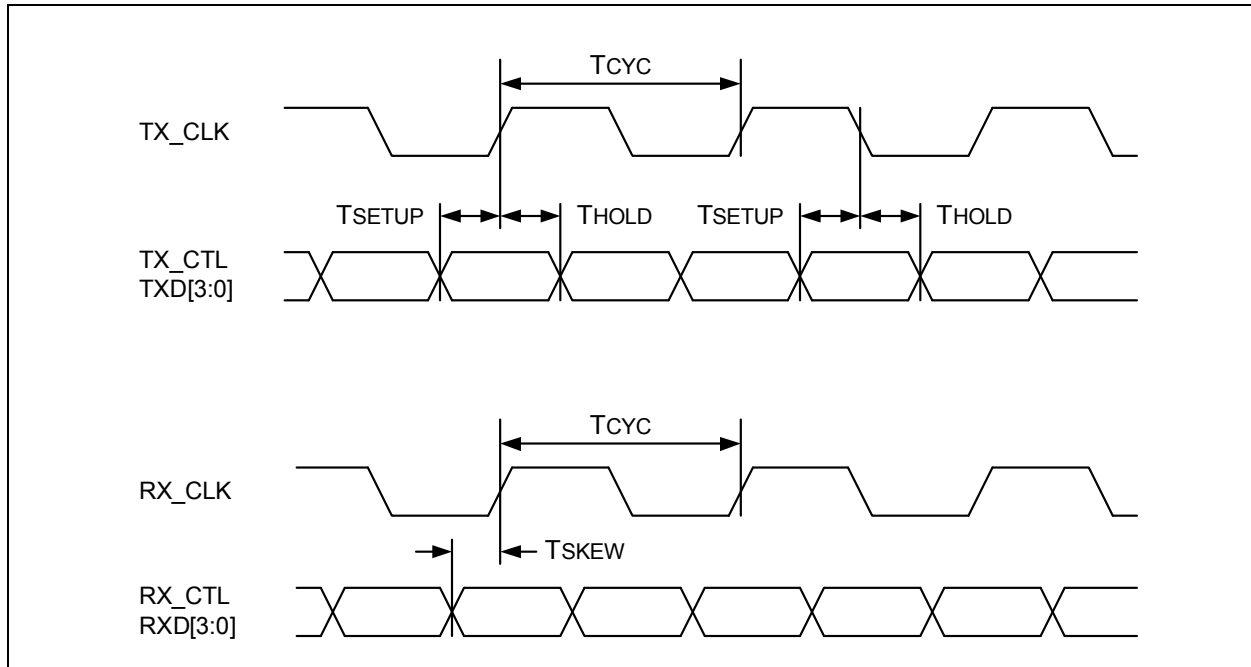 TCYC
TX_CLK
TSETUP THOLD TSETUP THOLD
TX_CTL
TXD[3:0]
TCYC
RX_CLK
TSKEW
RX_CTL
RXD[3:0]